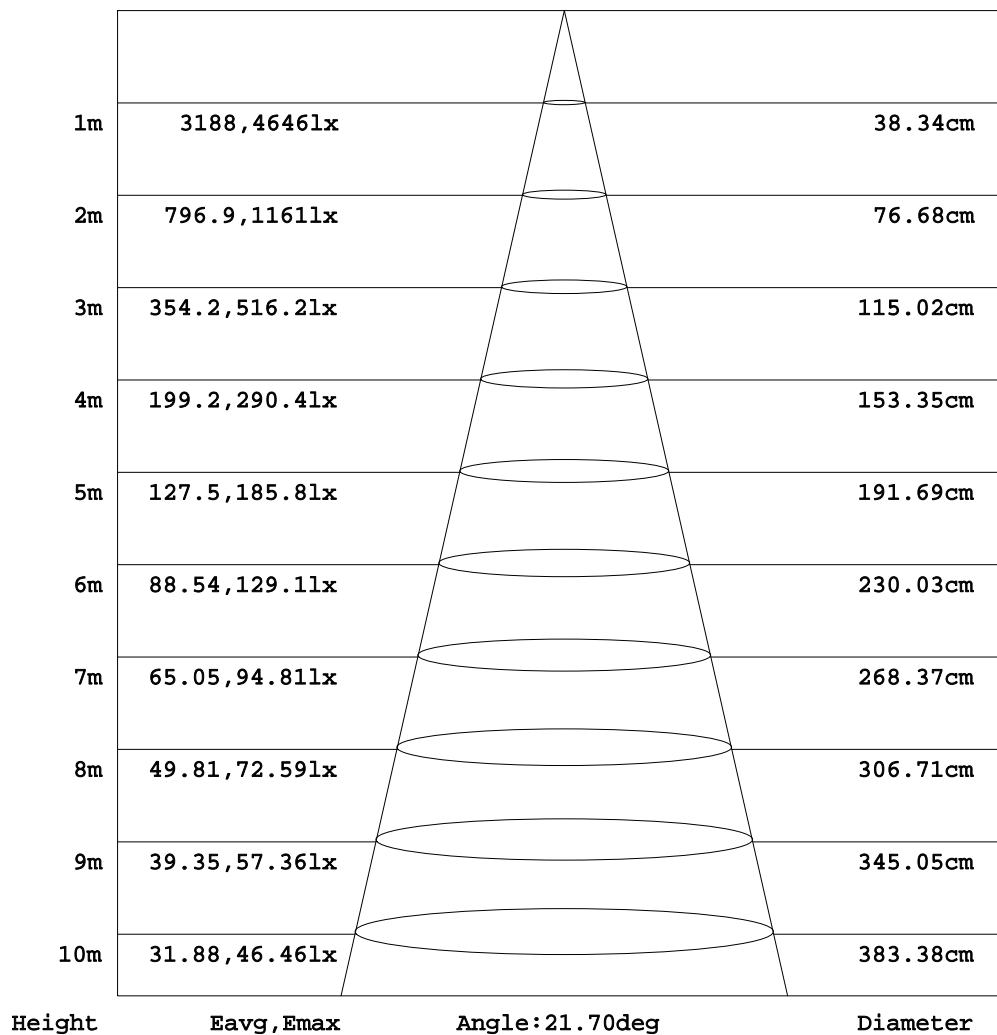 1m 3188,4646lx 38.34cm
2m 796.9,1161lx 76.68cm
3m 354.2,516.2lx 115.02cm
4m 199.2,290.4lx 153.35cm
5m 127.5,185.8lx 191.69cm
6m 88.54,129.1lx 230.03cm
7m 65.05,94.81lx 268.37cm
8m 49.81,72.59lx 306.71cm
9m 39.35,57.36lx 345.05cm
10m 31.88,46.46lx 383.38cm
Height Eavg,Emax Angle:21.70deg Diameter